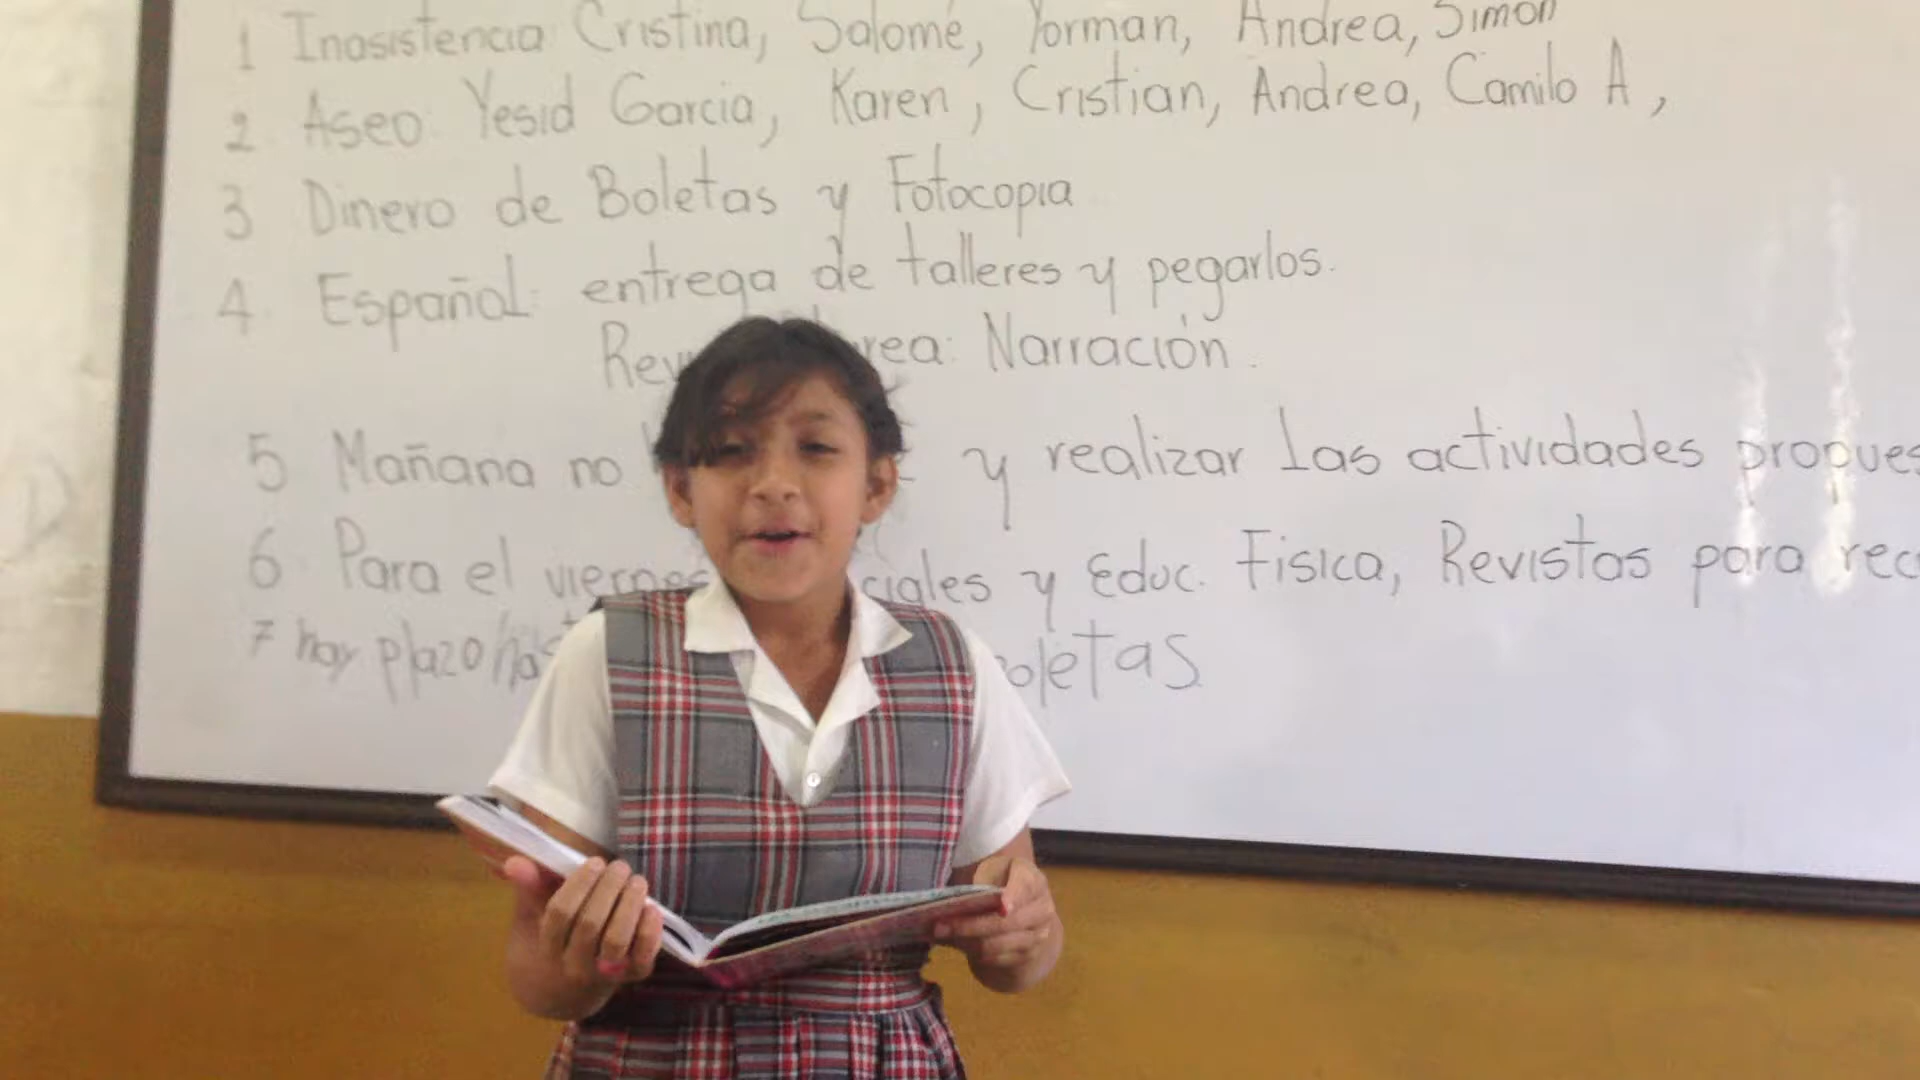 1 Inasistencia: Cristina, Salomé, Yorman, Andrea, Simon
2 Aseo: Yesid Garcia, Karen, Cristian, Andrea, Camilo A,
3 Dinero de Boletas y Fotocopia
4. Español: entrega de talleres y pegarlos.
Narración.
5 Mañana no y realizar las actividades
6 Para el viernes y Educ. Fisica, Revistas para
7 hay plazo